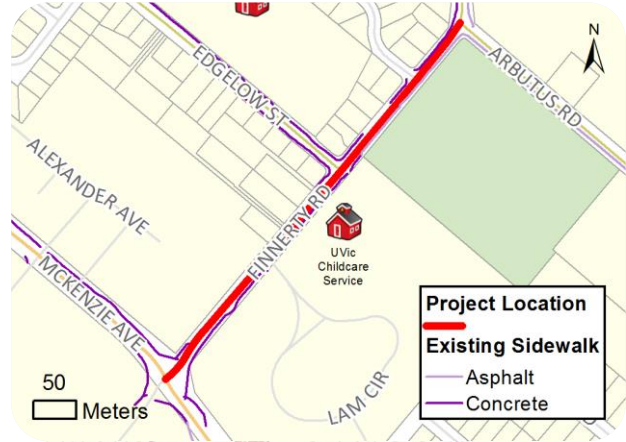 N
EDGELOW ST
ARBUTUS RD
ALEXANDER AVE
FINNERTY RD
MCKENZIE AVE
UVic
Childcare
Service
LAM CIR
Project Location
Existing Sidewalk
Asphalt
Concrete
50
Meters